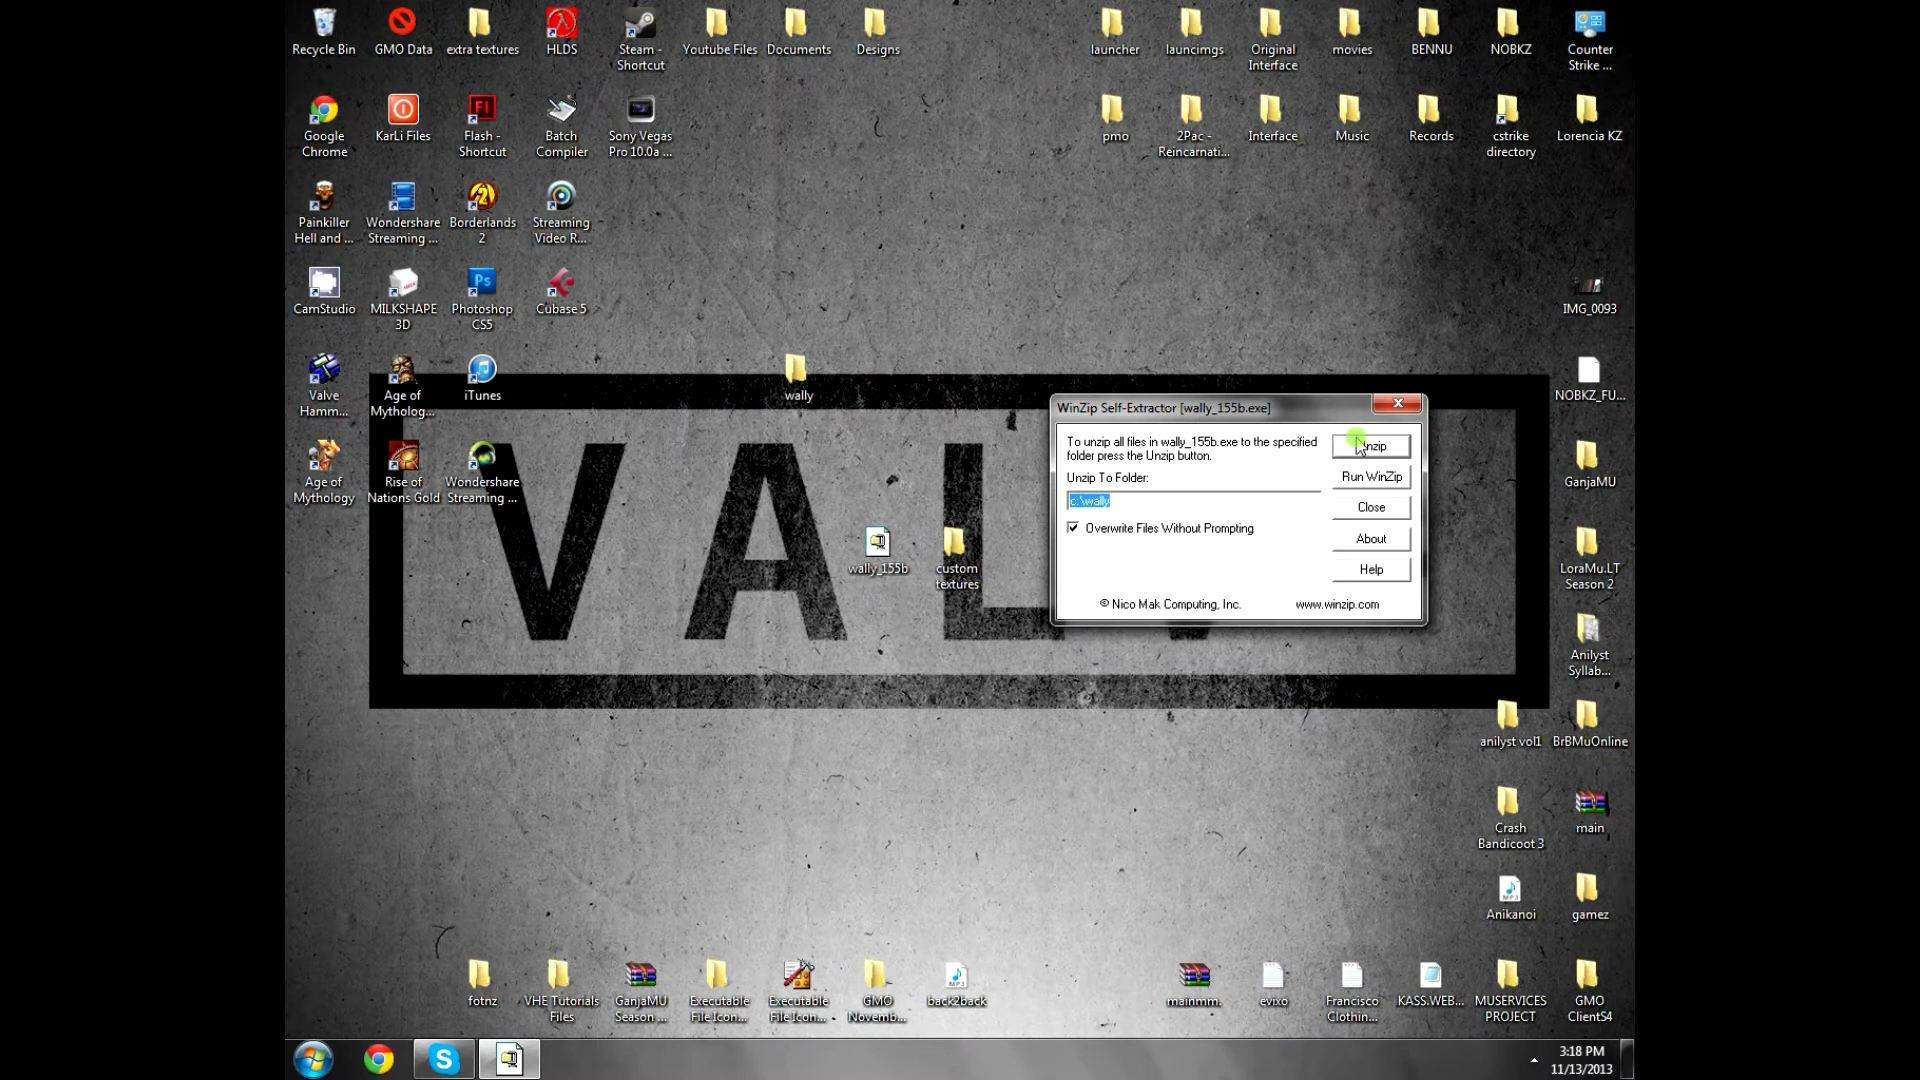 Recycle Bin
GMO Data
extra textures
HLDS
Steam -
Shortcut
Youtube Files
Documents
Designs
launcher
launcimgs
Original
Interface
movies
BENNU
NOBKZ
Counter
Strike ...
Google
Chrome
KarLi Files
Flash -
Shortcut
Batch
Compiler
Sony Vegas
Pro 10.0a ...
pmo
2Pac -
Reincarnati...
Interface
Music
Records
cstrike
directory
Lorencia KZ
Painkiller
Hell and ...
Wondershare
Streaming ...
Borderlands
2
Streaming
Video R...
CamStudio
MILKSHAPE
3D
Ps
Photoshop
CS5
Cubase 5
IMG_0093
Valve
Hamm...
Age of
Mytholog...
iTunes
wally
NOBKZ_FU...
Age of
Mythology
Rise of
Nations Gold
Wondershare
Streaming ...
GanjaMU
WinZip Self-Extractor [wally_155b.exe]
To unzip all files in wally_155b.exe to the specified
folder press the Unzip button.
Unzip To Folder:
c:\wally
Overwrite Files Without Prompting
Run WinZip
Close
About
Help
© Nico Mak Computing, Inc.
www.winzip.com
VAL
wally_155b
custom
textures
LoraMu.LT
Season 2
Anilyst
Syllab...
anilyst vol1
BrBMuOnline
Crash
Bandicoot 3
main
Anikanoi
gamez
fotnz
VHE Tutorials
Files
GanjaMU
Season ...
Executable
File Icon...
Executable
File Icon...
GMO
Novemb...
back2back
mainmm.
evixo
Francisco
Clothin...
KASS.WEB...
MUSERVICES
PROJECT
GMO
ClientS4
3:18 PM
11/13/2013